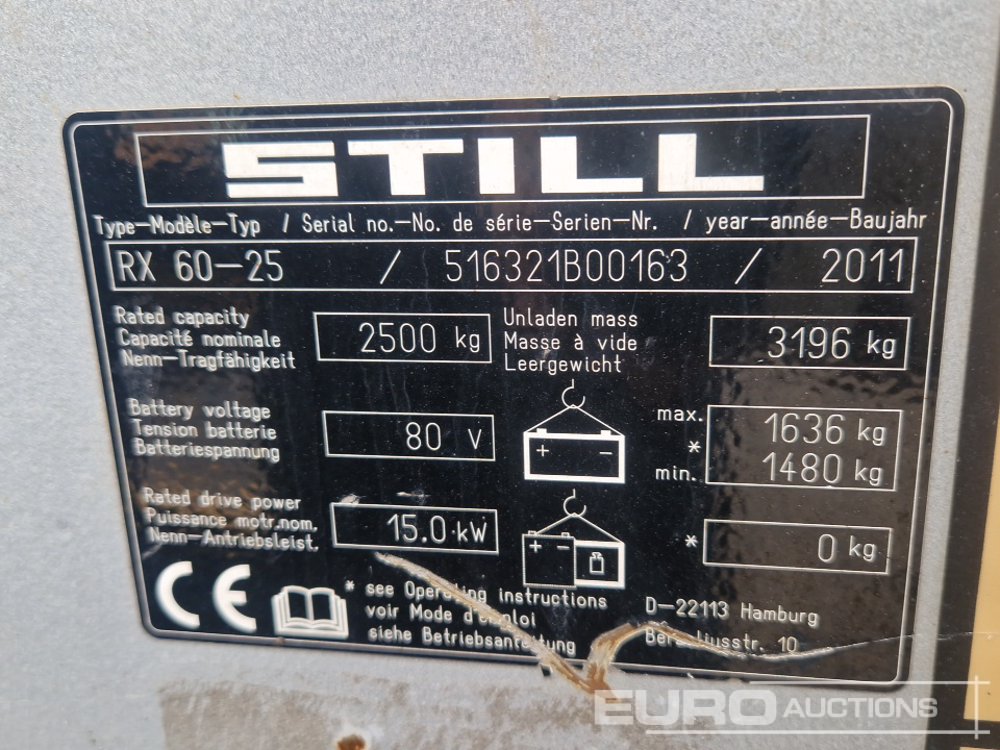 STILL
Type-Modèle-Typ / Serial no.-No. de série-Serien-Nr. / year-année-Baujahr
RX 60-25 / 516321B00163 / 2011
Rated capacity
Capacité nominale
Nenn-Tragfähigkeit
2500 kg
Unladen mass
Masse à vide
Leergewicht
3196 kg
Battery voltage
Tension batterie
Batteriespannung
80 V
+ -
max.
*
min.
1636 kg
1480 kg
Rated drive power
Puissance motr.nom.
Nenn-Antriebsleist.
15.0 kW
+ -
* 0 kg
CE
* see Operating instructions
voir Mode d'emploi
siehe Betriebsanleitung
D-22113 Hamburg
Berzeliusstr. 10
EURO AUCTIONS